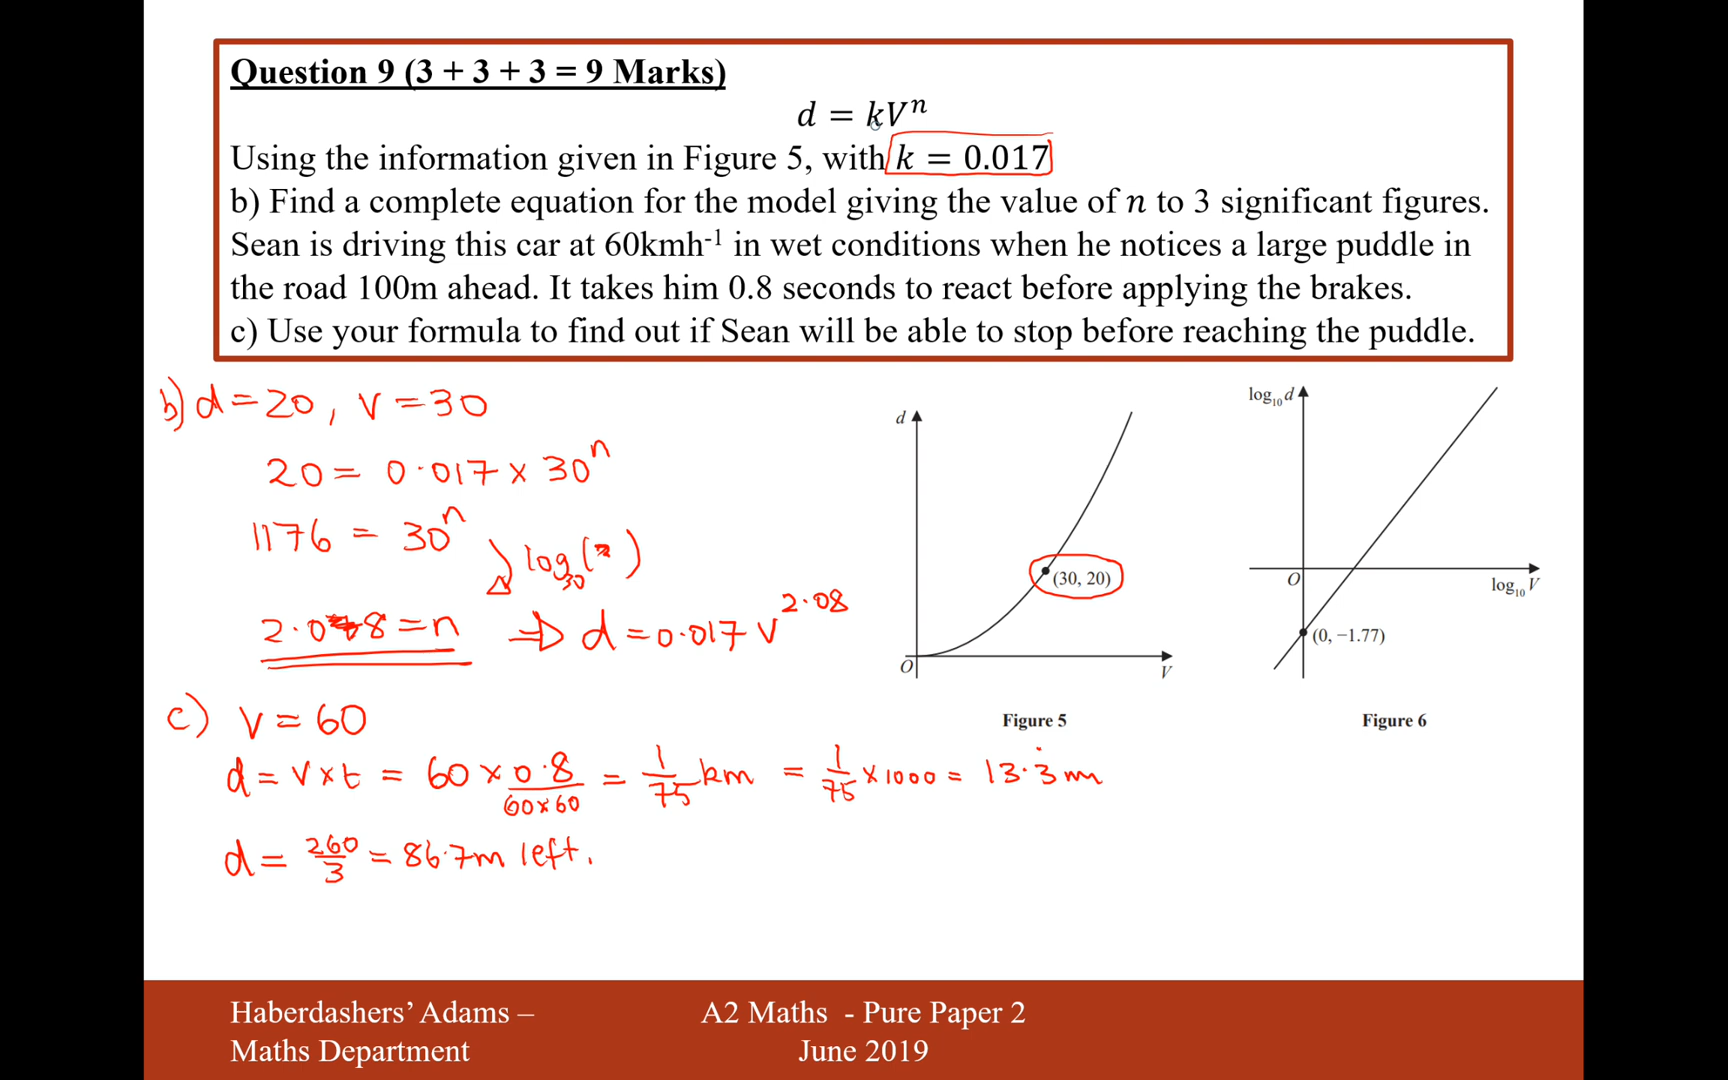 Question 9 (3 + 3 + 3 = 9 Marks)
d = kVⁿ
Using the information given in Figure 5, with k = 0.017
b) Find a complete equation for the model giving the value of n to 3 significant figures.
Sean is driving this car at 60kmh⁻¹ in wet conditions when he notices a large puddle in
the road 100m ahead. It takes him 0.8 seconds to react before applying the brakes.
c) Use your formula to find out if Sean will be able to stop before reaching the puddle.
b) d = 20, V = 30
20 = 0.017 × 30ⁿ
1176 = 30ⁿ
log₃₀( )
2.08 = n ⇒ d = 0.017 V^2.08
c) V = 60
d = V × t = 60 × 0.8/(60×60) = 1/75 km = 1/75 × 1000 = 13.3̇ m
d = 260/3 = 86.7m left.
d
(30, 20)
O
V
Figure 5
log₁₀ d
O
log₁₀ V
(0, −1.77)
Figure 6
Haberdashers’ Adams –
Maths Department
A2 Maths - Pure Paper 2
June 2019